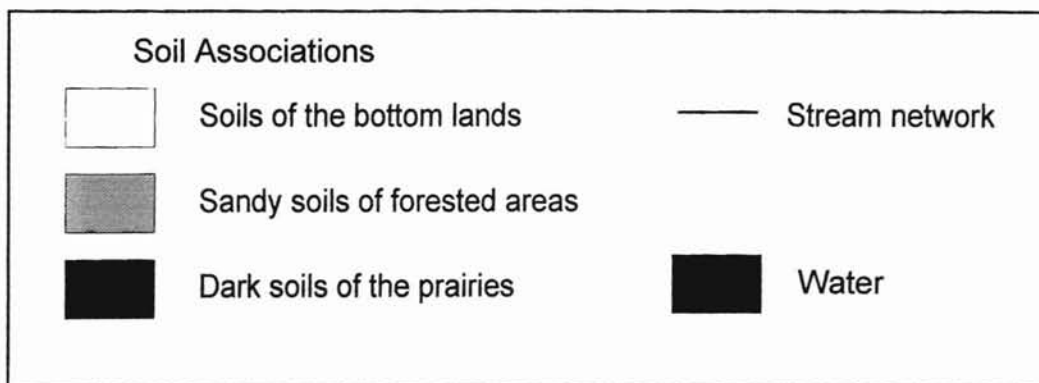 Soil Associations
Soils of the bottom lands
Stream network
Sandy soils of forested areas
Dark soils of the prairies
Water